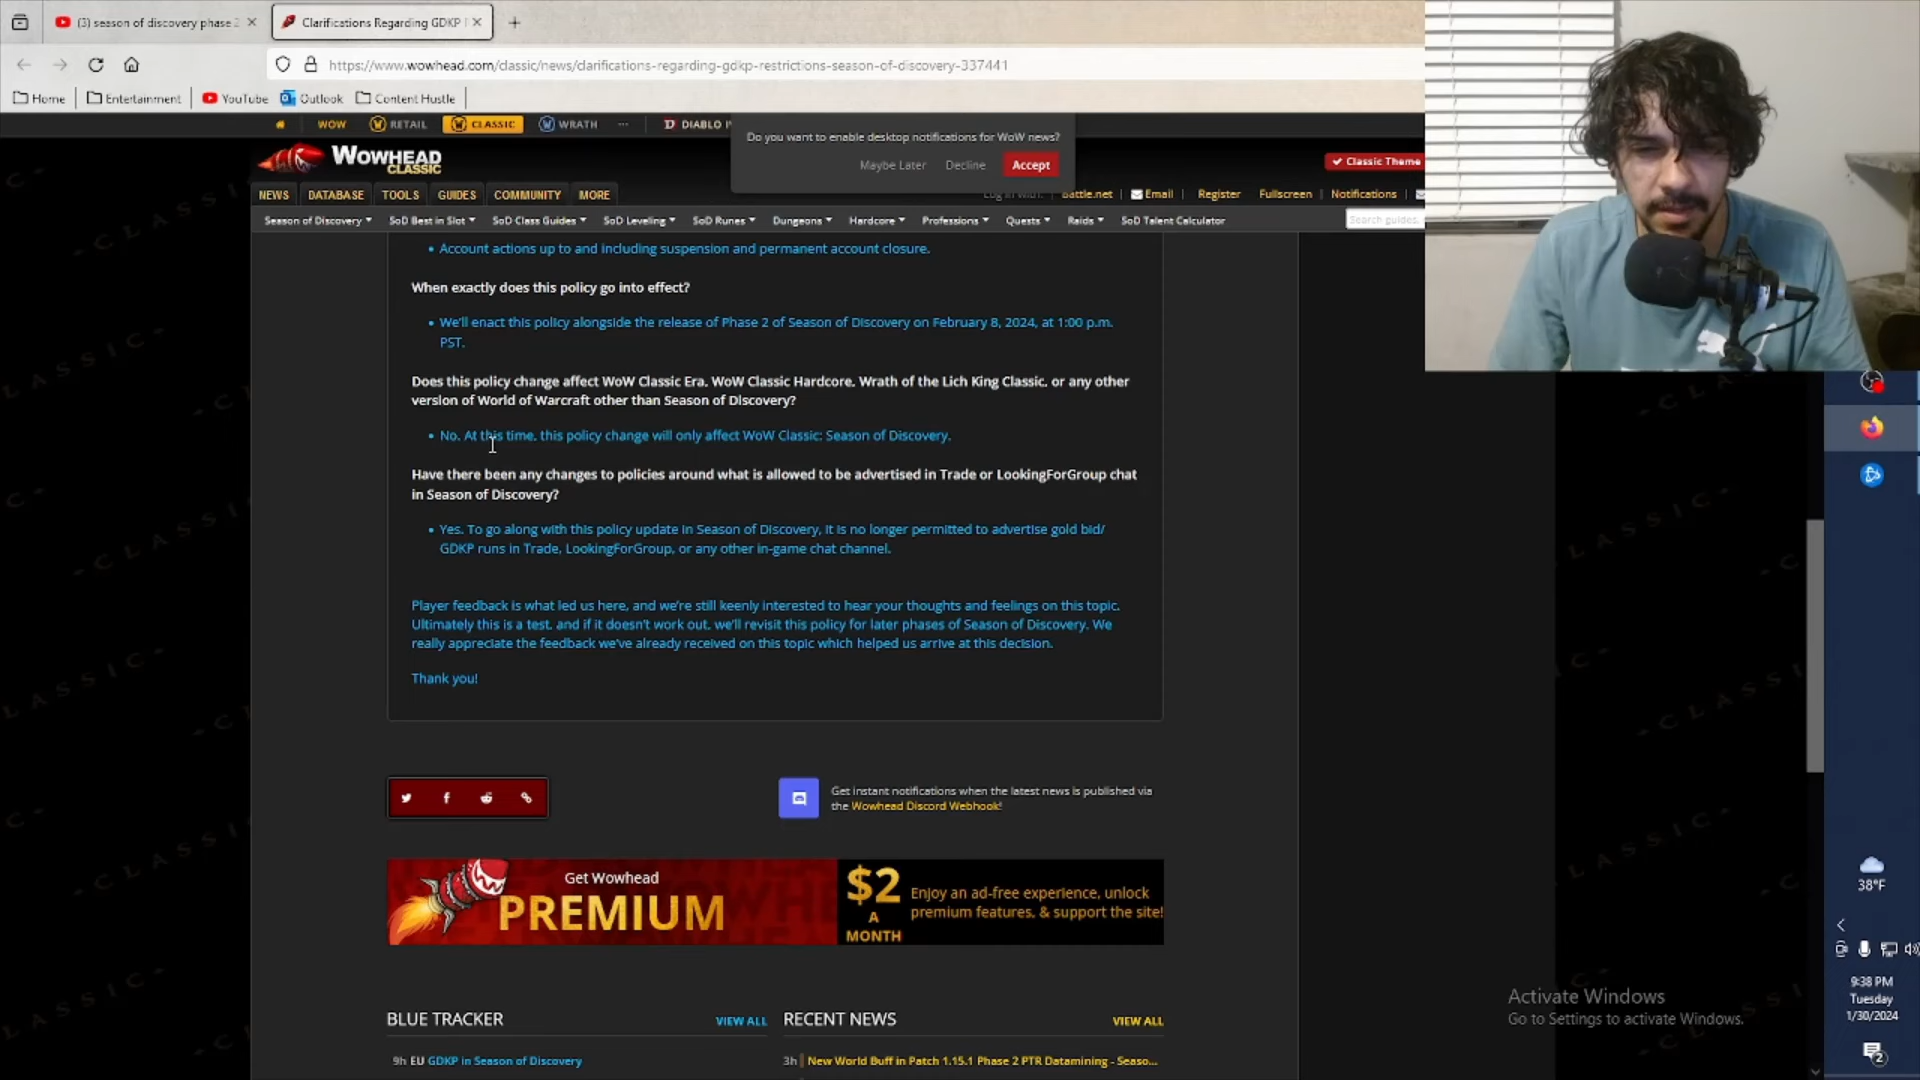 (3) season of discovery phase 2
Clarifications Regarding GDKP
https://www.wowhead.com/classic/news/clarifications-regarding-gdkp-restrictions-season-of-discovery-337441
Home Entertainment YouTube Outlook Content Hustle
WOW RETAIL CLASSIC WRATH ··· DIABLO IV
Do you want to enable desktop notifications for WoW news?
Maybe Later Decline Accept
WOWHEAD
CLASSIC
Classic Theme
NEWS DATABASE TOOLS GUIDES COMMUNITY MORE
Log in with: Battle.net Email Register Fullscreen Notifications
Season of Discovery SoD Best in Slot SoD Class Guides SoD Leveling SoD Runes Dungeons Hardcore Professions Quests Raids SoD Talent Calculator
Search guides,
• Account actions up to and including suspension and permanent account closure.
When exactly does this policy go into effect?
• We'll enact this policy alongside the release of Phase 2 of Season of Discovery on February 8, 2024, at 1:00 p.m.
PST.
Does this policy change affect WoW Classic Era, WoW Classic Hardcore, Wrath of the Lich King Classic, or any other
version of World of Warcraft other than Season of Discovery?
• No. At this time, this policy change will only affect WoW Classic: Season of Discovery.
Have there been any changes to policies around what is allowed to be advertised in Trade or LookingForGroup chat
in Season of Discovery?
• Yes. To go along with this policy update in Season of Discovery, it is no longer permitted to advertise gold bid/
GDKP runs in Trade, LookingForGroup, or any other in-game chat channel.
Player feedback is what led us here, and we're still keenly interested to hear your thoughts and feelings on this topic.
Ultimately this is a test, and if it doesn't work out, we'll revisit this policy for later phases of Season of Discovery. We
really appreciate the feedback we've already received on this topic which helped us arrive at this decision.
Thank you!
Get instant notifications when the latest news is published via
the Wowhead Discord Webhook!
Get Wowhead
PREMIUM
$2
A
MONTH
Enjoy an ad-free experience, unlock
premium features, & support the site!
BLUE TRACKER VIEW ALL
RECENT NEWS VIEW ALL
9h EU GDKP in Season of Discovery
3h New World Buff in Patch 1.15.1 Phase 2 PTR Datamining - Seaso...
38°F
9:38 PM
Tuesday
1/30/2024
2
Activate Windows
Go to Settings to activate Windows.